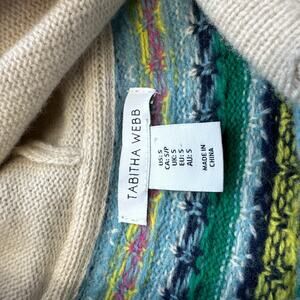 TABITHA WEBB
US: S
CA: S/P
UK: S
EU: S
AU: S
MADE IN
CHINA